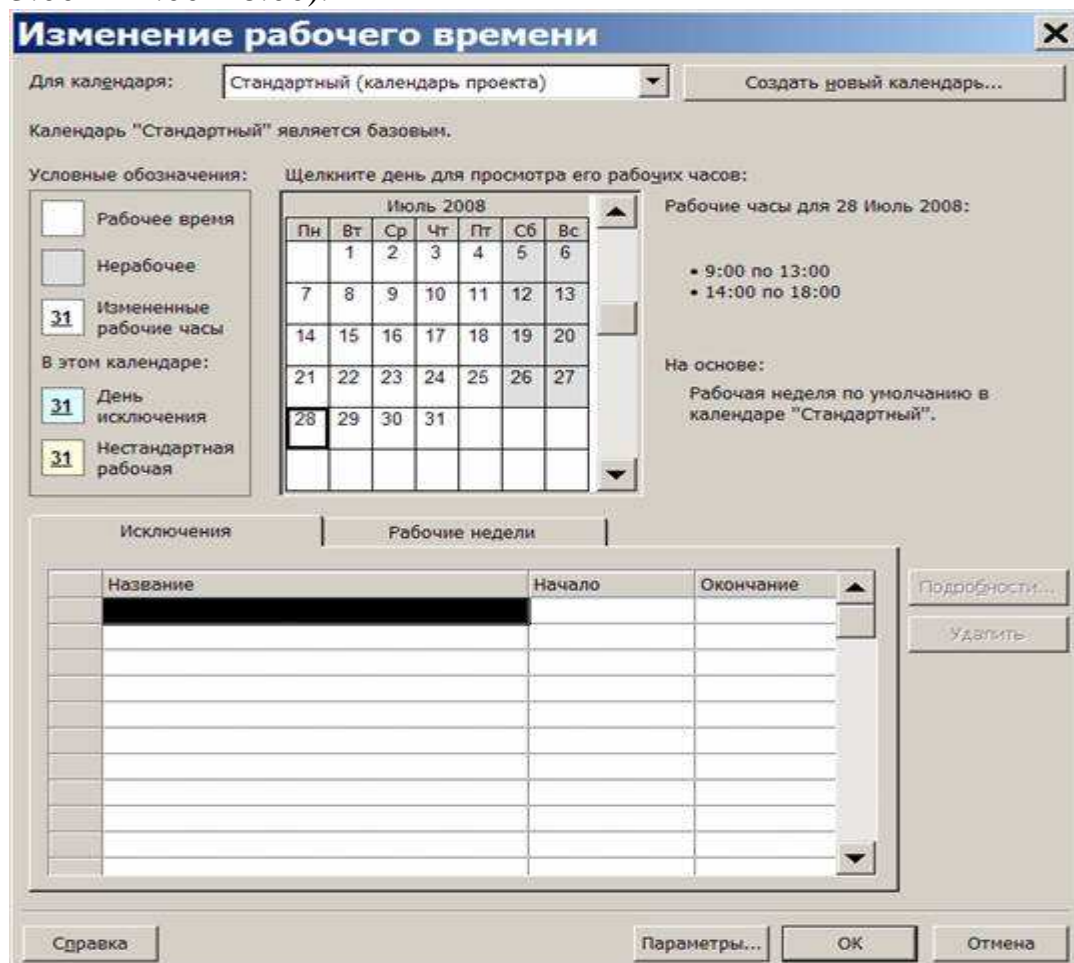 Изменение рабочего времени
Для календаря: Стандартный (календарь проекта) Создать новый календарь...
Календарь "Стандартный" является базовым.
Условные обозначения:
Рабочее время
Нерабочее
31 Измененные
рабочие часы
В этом календаре:
31 День
исключения
31 Нестандартная
рабочая
Щелкните день для просмотра его рабочих часов:
Июль 2008
Пн Вт Ср Чт Пт Сб Вс
1 2 3 4 5 6
7 8 9 10 11 12 13
14 15 16 17 18 19 20
21 22 23 24 25 26 27
28 29 30 31
Рабочие часы для 28 Июль 2008:
• 9:00 по 13:00
• 14:00 по 18:00
На основе:
Рабочая неделя по умолчанию в
календаре "Стандартный".
Исключения Рабочие недели
Название Начало Окончание
Подробности...
Удалить
Справка Параметры... ОК Отмена